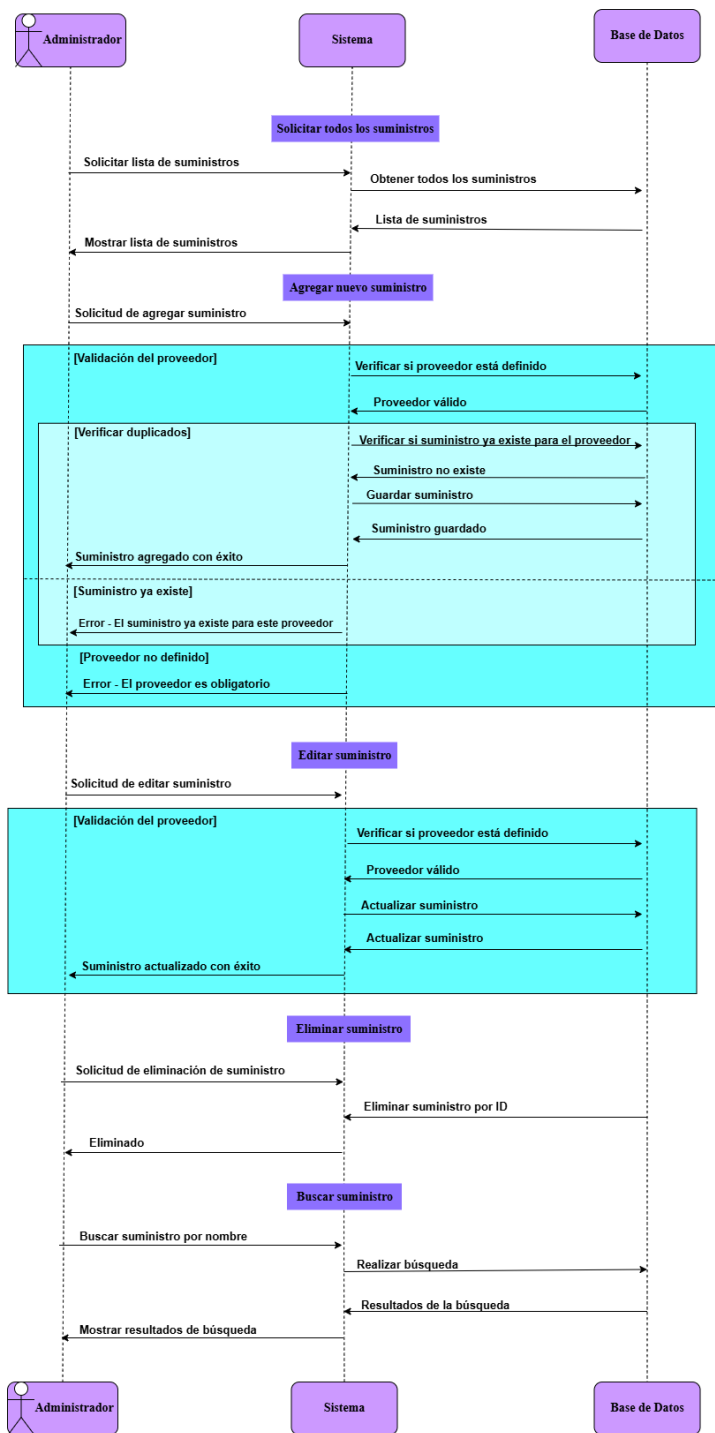 Administrador
Sistema
Base de Datos
Solicitar todos los suministros
Solicitar lista de suministros
Obtener todos los suministros
Lista de suministros
Mostrar lista de suministros
Agregar nuevo suministro
Solicitud de agregar suministro
[Validación del proveedor]
Verificar si proveedor está definido
Proveedor válido
[Verificar duplicados]
Verificar si suministro ya existe para el proveedor
Suministro no existe
Guardar suministro
Suministro guardado
Suministro agregado con éxito
[Suministro ya existe]
Error - El suministro ya existe para este proveedor
[Proveedor no definido]
Error - El proveedor es obligatorio
Editar suministro
Solicitud de editar suministro
[Validación del proveedor]
Verificar si proveedor está definido
Proveedor válido
Actualizar suministro
Actualizar suministro
Suministro actualizado con éxito
Eliminar suministro
Solicitud de eliminación de suministro
Eliminar suministro por ID
Eliminado
Buscar suministro
Buscar suministro por nombre
Realizar búsqueda
Resultados de la búsqueda
Mostrar resultados de búsqueda
Administrador
Sistema
Base de Datos